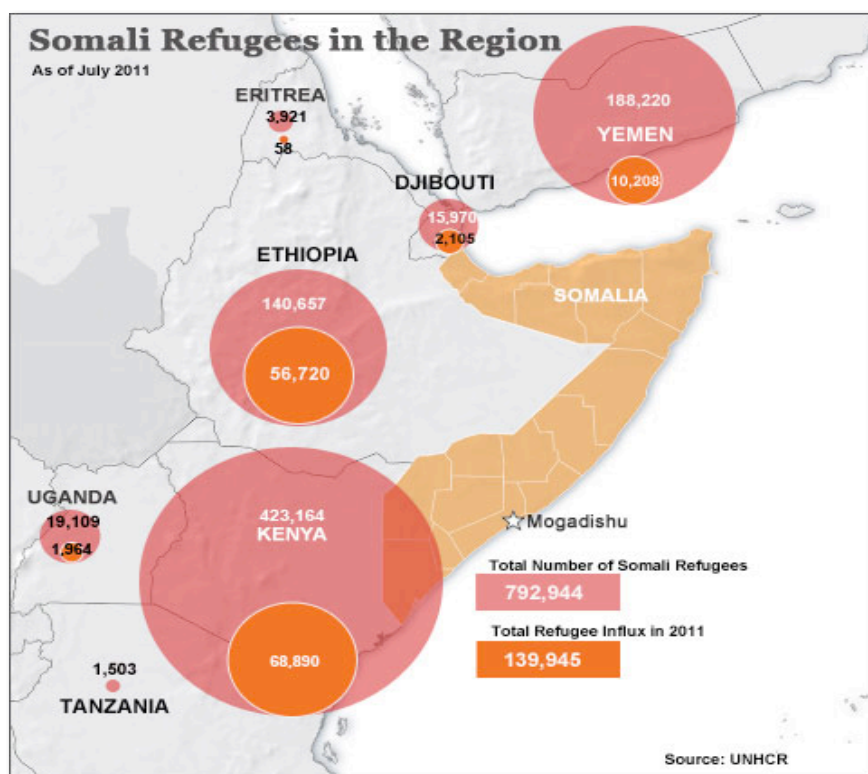 Somali Refugees in the Region
As of July 2011
ERITREA
3,921
58
188,220
YEMEN
10,208
DJIBOUTI
15,970
2,105
ETHIOPIA
140,657
56,720
SOMALIA
UGANDA
19,109
1,964
423,164
KENYA
68,890
Mogadishu
Total Number of Somali Refugees
792,944
Total Refugee Influx in 2011
139,945
1,503
TANZANIA
Source: UNHCR